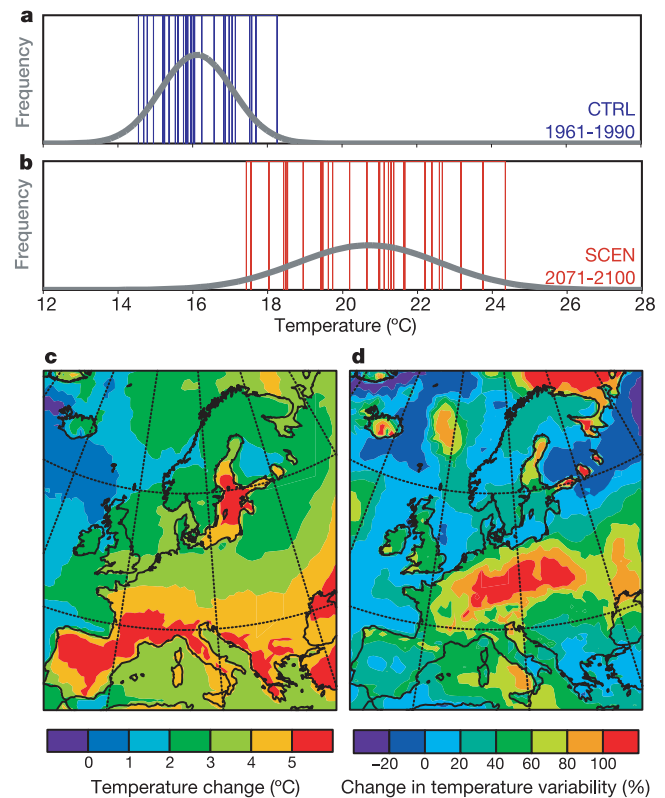 a
Frequency
CTRL
1961-1990
b
Frequency
SCEN
2071-2100
12 14 16 18 20 22 24 26 28
Temperature (ºC)
c
d
0 1 2 3 4 5
Temperature change (ºC)
−20 0 20 40 60 80 100
Change in temperature variability (%)